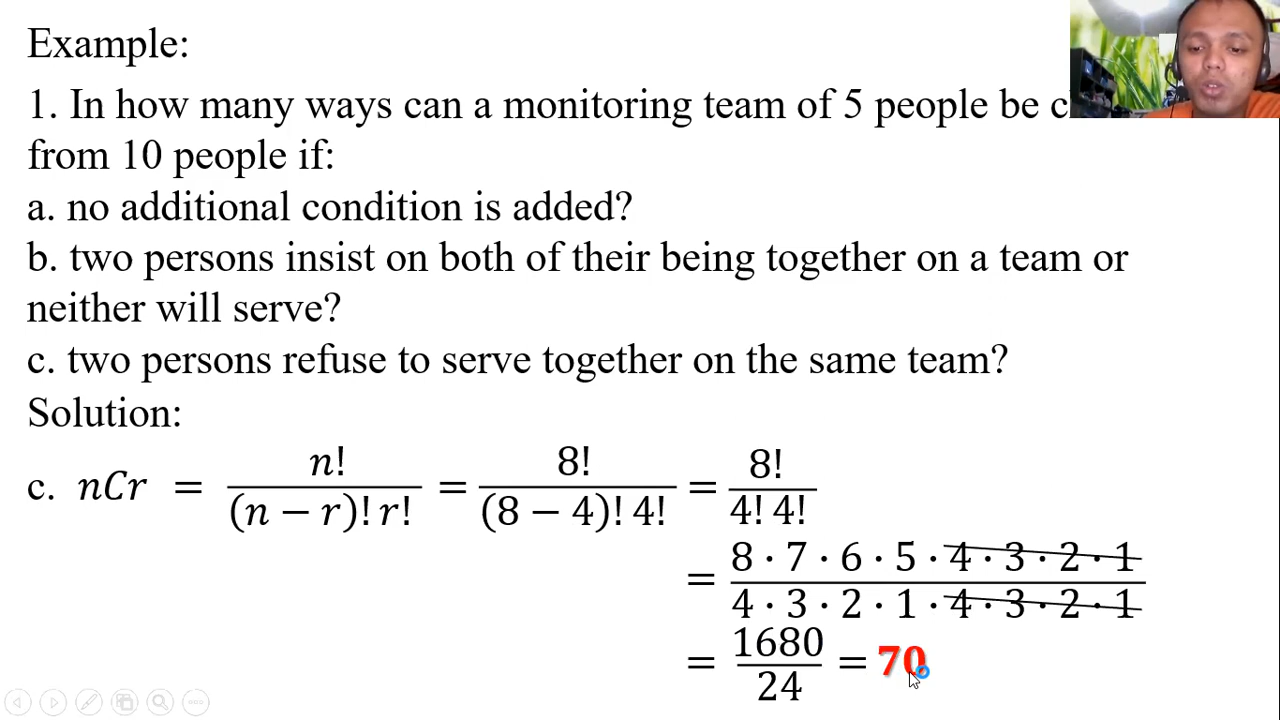 Example:
1. In how many ways can a monitoring team of 5 people be
from 10 people if:
a. no additional condition is added?
b. two persons insist on both of their being together on a team or
neither will serve?
c. two persons refuse to serve together on the same team?
Solution:
c. nCr = n!/(n − r)! r! = 8!/(8 − 4)! 4! = 8!/4! 4!
= 8 · 7 · 6 · 5 · 4 · 3 · 2 · 1/4 · 3 · 2 · 1 · 4 · 3 · 2 · 1
= 1680/24 = 70